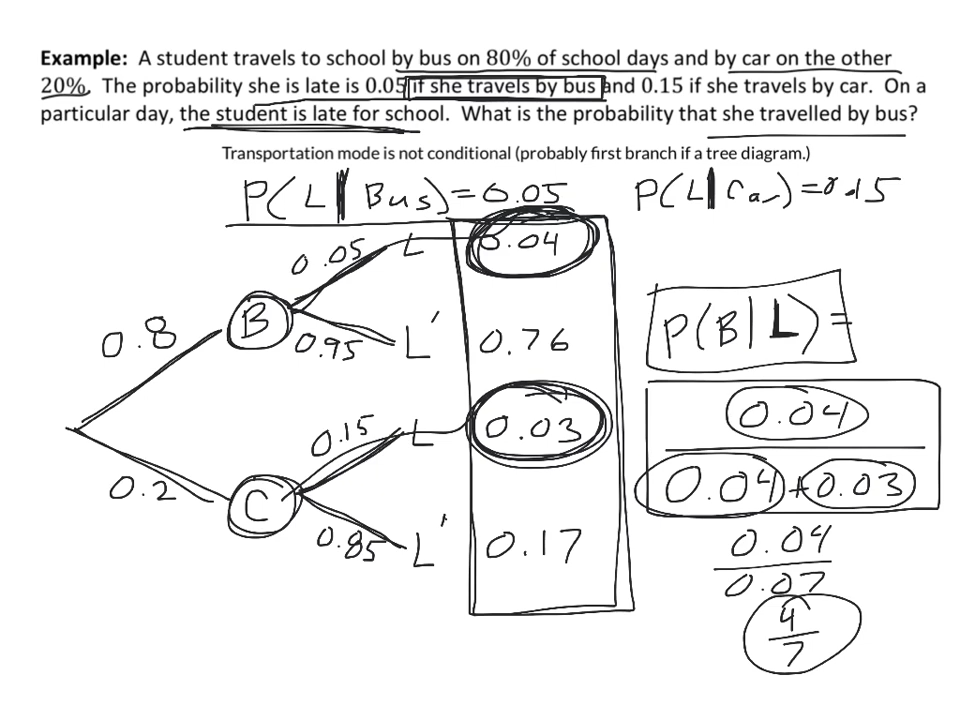 Example: A student travels to school by bus on 80% of school days and by car on the other
20%. The probability she is late is 0.05 if she travels by bus and 0.15 if she travels by car. On a
particular day, the student is late for school. What is the probability that she travelled by bus?
Transportation mode is not conditional (probably first branch if a tree diagram.)
P(L|Bus)=0.05 P(L|Car)=0.15
0.05 L 0.04
0.8 B
0.95 L' 0.76
P(B|L)=
0.15 L 0.03
0.04
0.2 C
0.04+0.03
0.85 L' 0.17
0.04
0.07
4
7